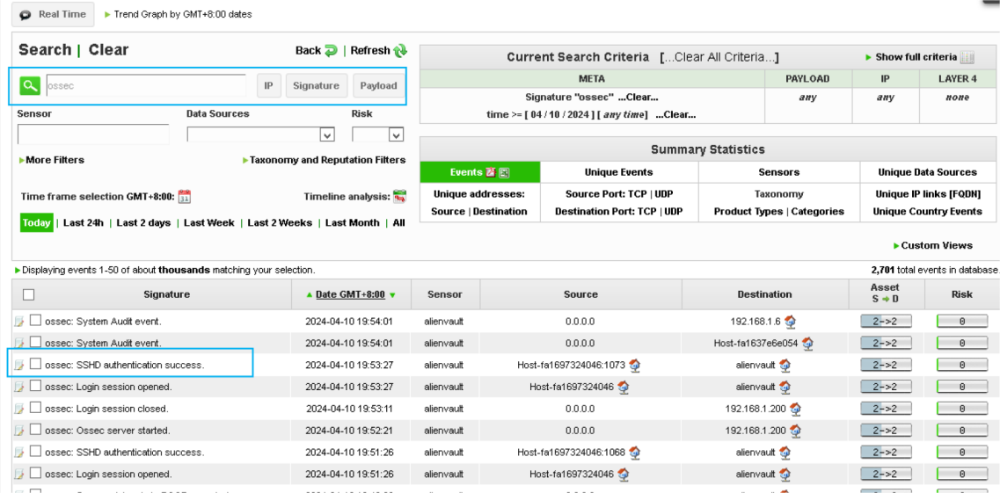 Real Time Trend Graph by GMT+8:00 dates
Search | Clear
Back | Refresh
ossec IP Signature Payload
Sensor Data Sources Risk
More Filters Taxonomy and Reputation Filters
Time frame selection GMT+8:00: 31 Timeline analysis:
Today | Last 24h | Last 2 days | Last Week | Last 2 Weeks | Last Month | All
Current Search Criteria [...Clear All Criteria...] Show full criteria
META PAYLOAD IP LAYER 4
Signature "ossec" ...Clear... any any none
time >= [ 04 / 10 / 2024 ] [ any time] ...Clear...
Summary Statistics
Events Unique Events Sensors Unique Data Sources
Unique addresses: Source Port: TCP | UDP Taxonomy Unique IP links [FQDN]
Source | Destination Destination Port: TCP | UDP Product Types | Categories Unique Country Events
Custom Views
Displaying events 1-50 of about thousands matching your selection. 2,701 total events in database.
Signature Date GMT+8:00 Sensor Source Destination Asset S D Risk
ossec: System Audit event. 2024-04-10 19:54:01 alienvault 0.0.0.0 192.168.1.6 2->2 0
ossec: System Audit event. 2024-04-10 19:54:01 alienvault 0.0.0.0 Host-fa1637e6e054 2->2 0
ossec: SSHD authentication success. 2024-04-10 19:53:27 alienvault Host-fa1697324046:1073 alienvault 2->2 0
ossec: Login session opened. 2024-04-10 19:53:27 alienvault Host-fa1697324046 alienvault 2->2 0
ossec: Login session closed. 2024-04-10 19:53:11 alienvault 0.0.0.0 192.168.1.200 2->2 0
ossec: Ossec server started. 2024-04-10 19:52:21 alienvault 0.0.0.0 192.168.1.200 2->2 0
ossec: SSHD authentication success. 2024-04-10 19:51:26 alienvault Host-fa1697324046:1068 alienvault 2->2 0
ossec: Login session opened. 2024-04-10 19:51:26 alienvault Host-fa1697324046 alienvault 2->2 0